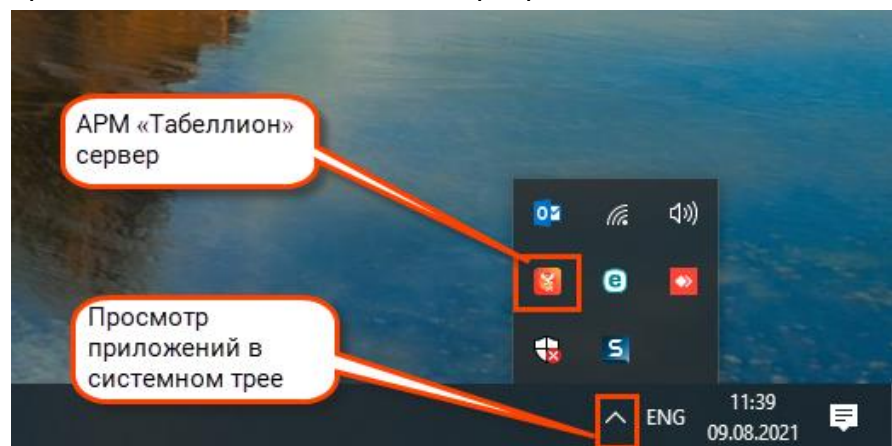 АРМ «Табеллион»
сервер
Просмотр
приложений в
системном трее
ENG
11:39
09.08.2021